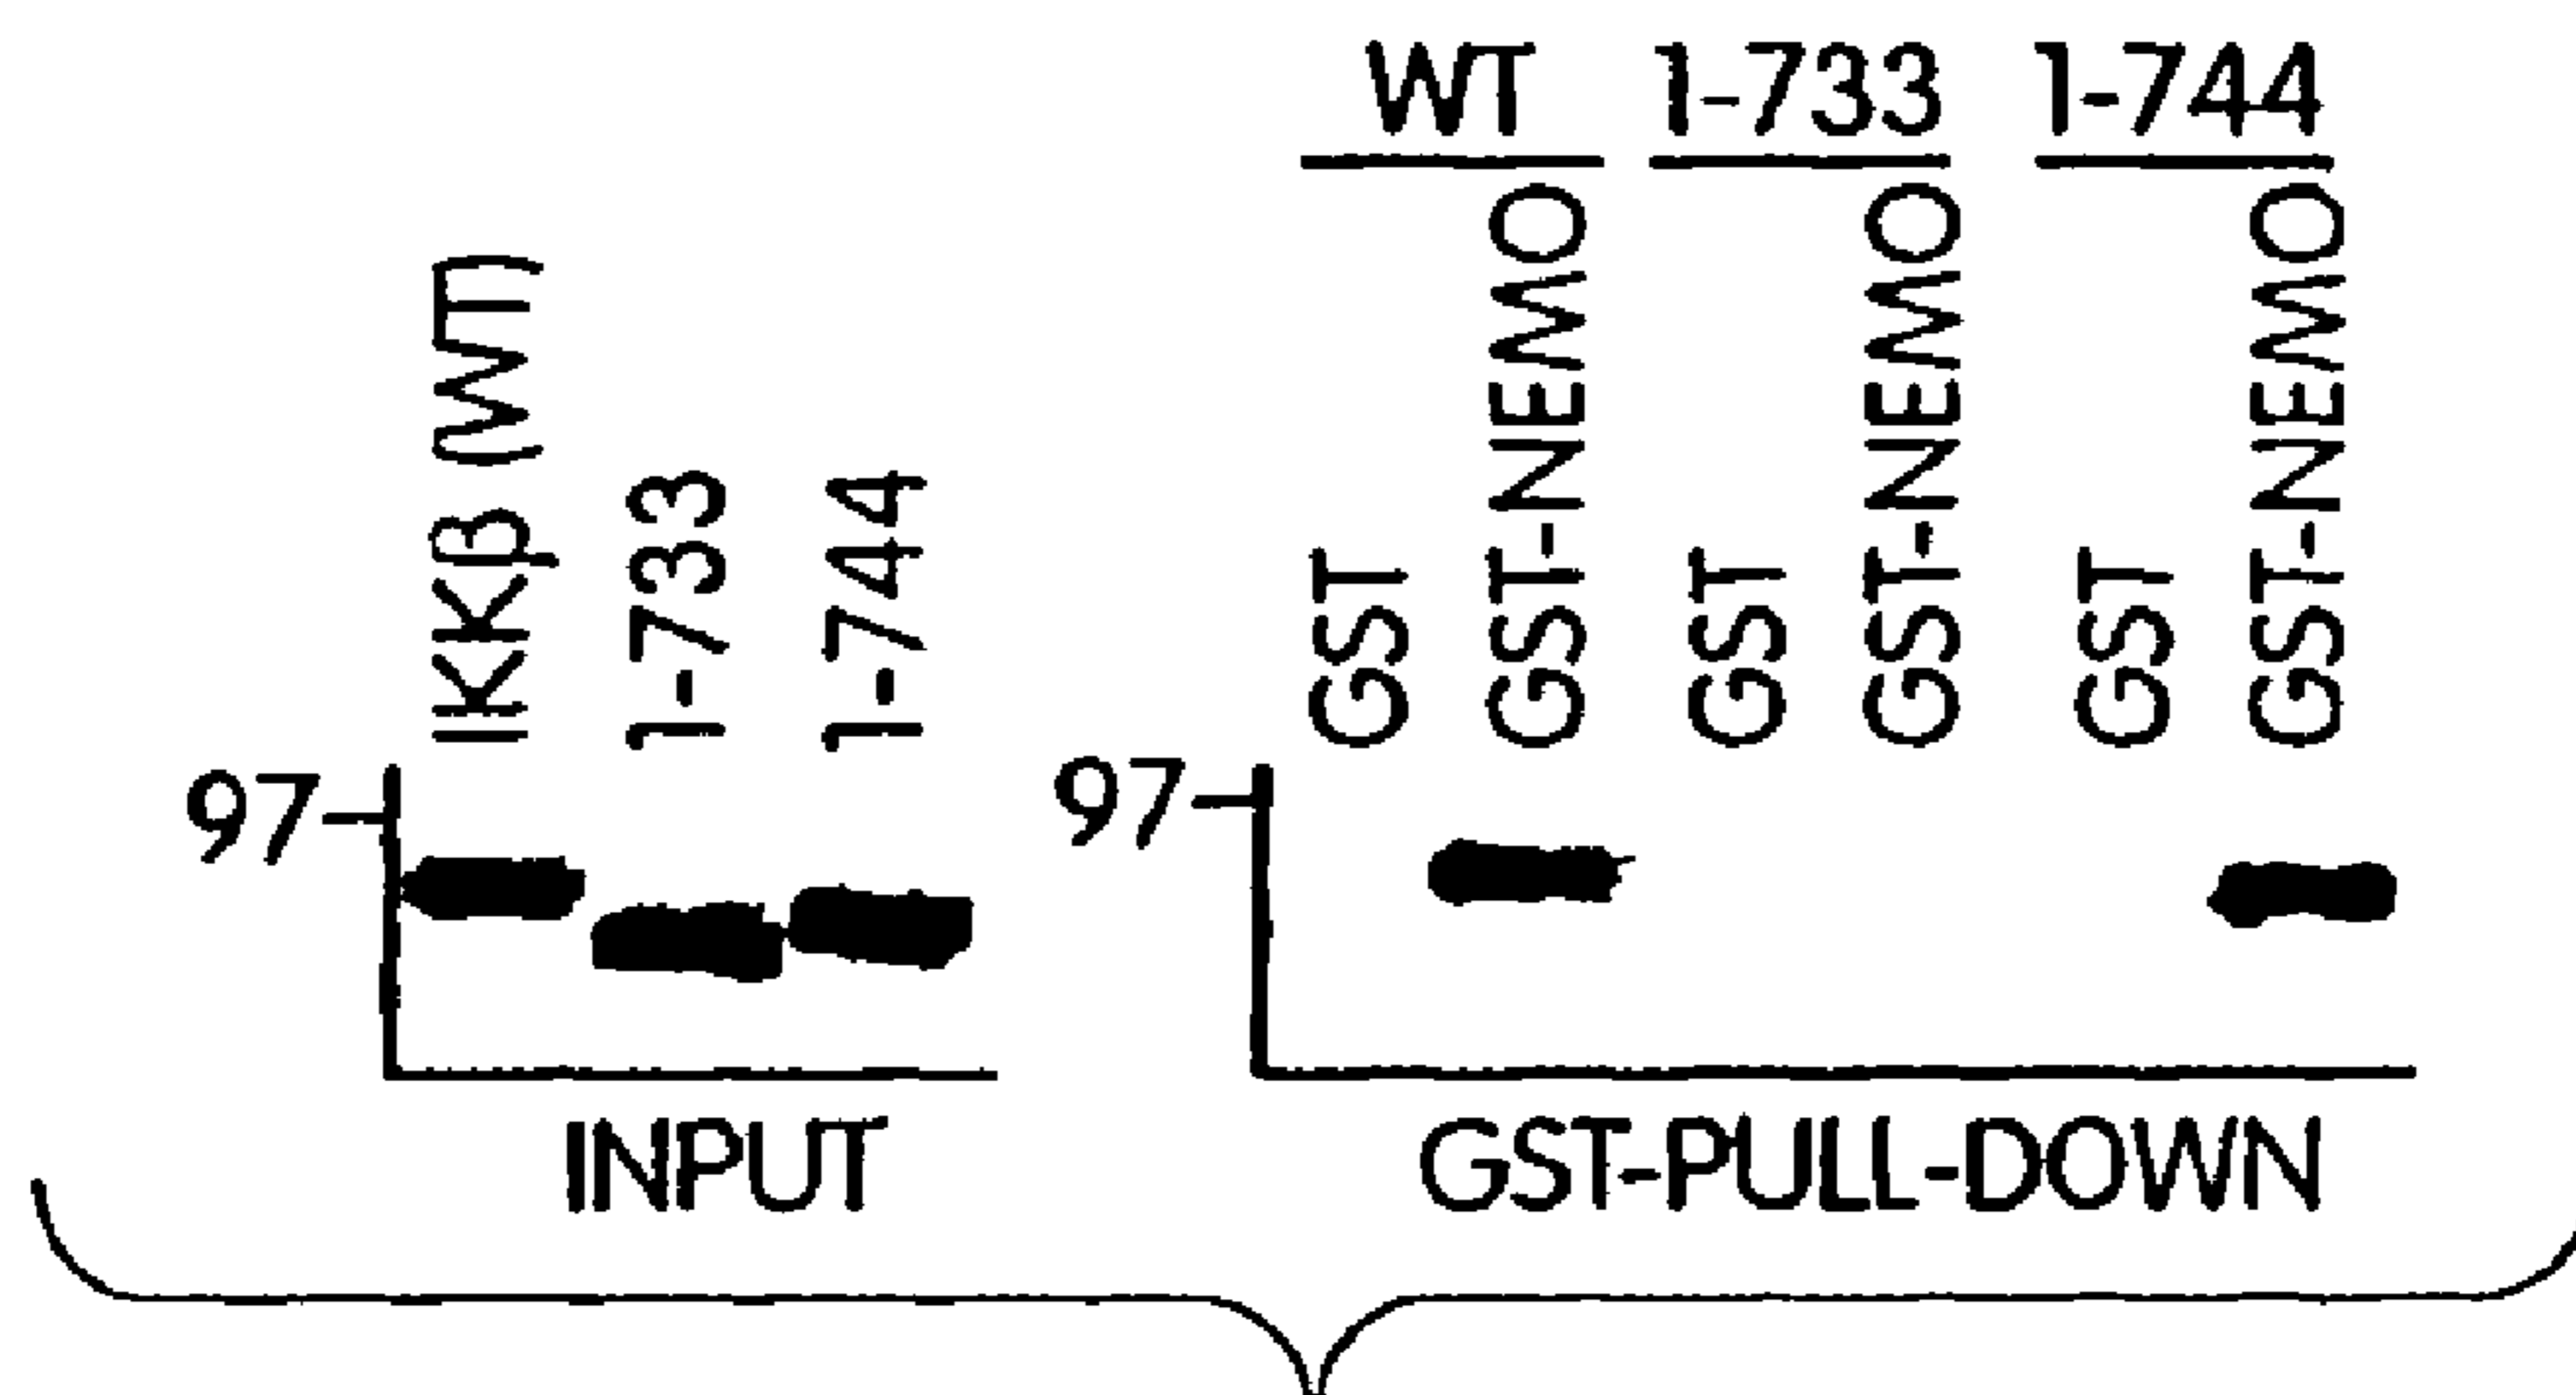 WT 1-733 1-744
IKKβ (WT)
1-733
1-744
GST
GST-NEMO
GST
GST-NEMO
GST
GST-NEMO
97
97
INPUT
GST-PULL-DOWN